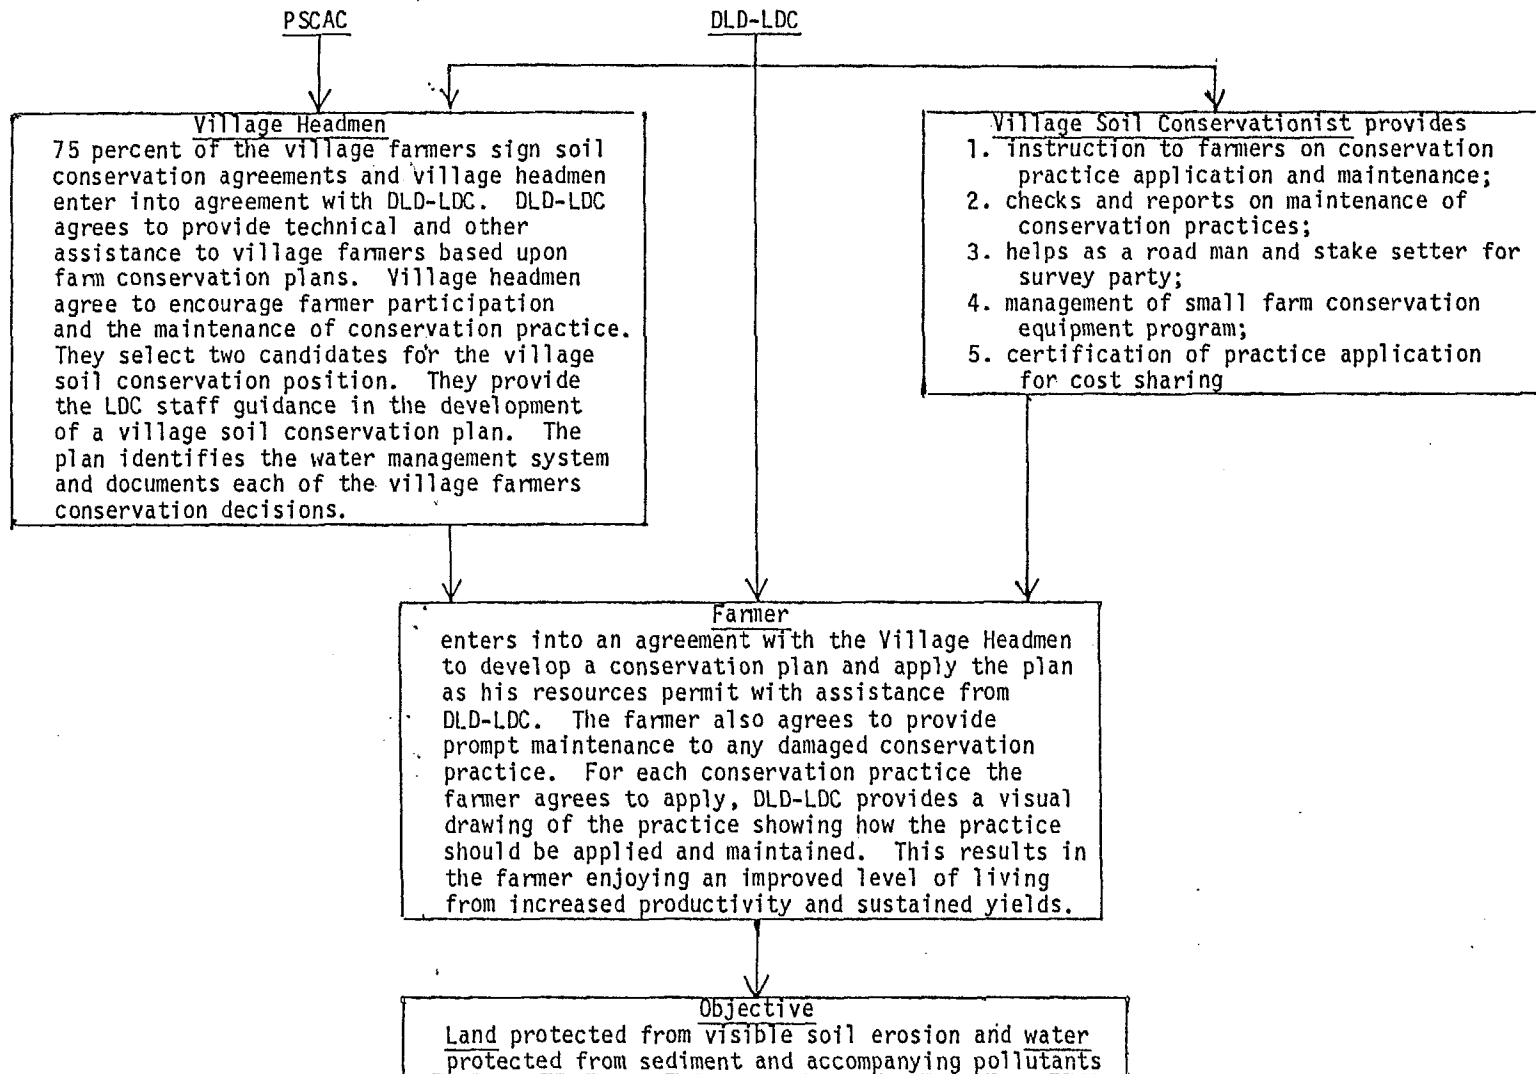 PSCAC
DLD-LDC
Village Headmen
75 percent of the village farmers sign soil
conservation agreements and village headmen
enter into agreement with DLD-LDC. DLD-LDC
agrees to provide technical and other
assistance to village farmers based upon
farm conservation plans. Village headmen
agree to encourage farmer participation
and the maintenance of conservation practice.
They select two candidates for the village
soil conservation position. They provide
the LDC staff guidance in the development
of a village soil conservation plan. The
plan identifies the water management system
and documents each of the village farmers
conservation decisions.
Village Soil Conservationist provides
1. instruction to farmers on conservation
practice application and maintenance;
2. checks and reports on maintenance of
conservation practices;
3. helps as a road man and stake setter for
survey party;
4. management of small farm conservation
equipment program;
5. certification of practice application
for cost sharing
Farmer
enters into an agreement with the Village Headmen
to develop a conservation plan and apply the plan
as his resources permit with assistance from
DLD-LDC. The farmer also agrees to provide
prompt maintenance to any damaged conservation
practice. For each conservation practice the
farmer agrees to apply, DLD-LDC provides a visual
drawing of the practice showing how the practice
should be applied and maintained. This results in
the farmer enjoying an improved level of living
from increased productivity and sustained yields.
Objective
Land protected from visible soil erosion and water
protected from sediment and accompanying pollutants